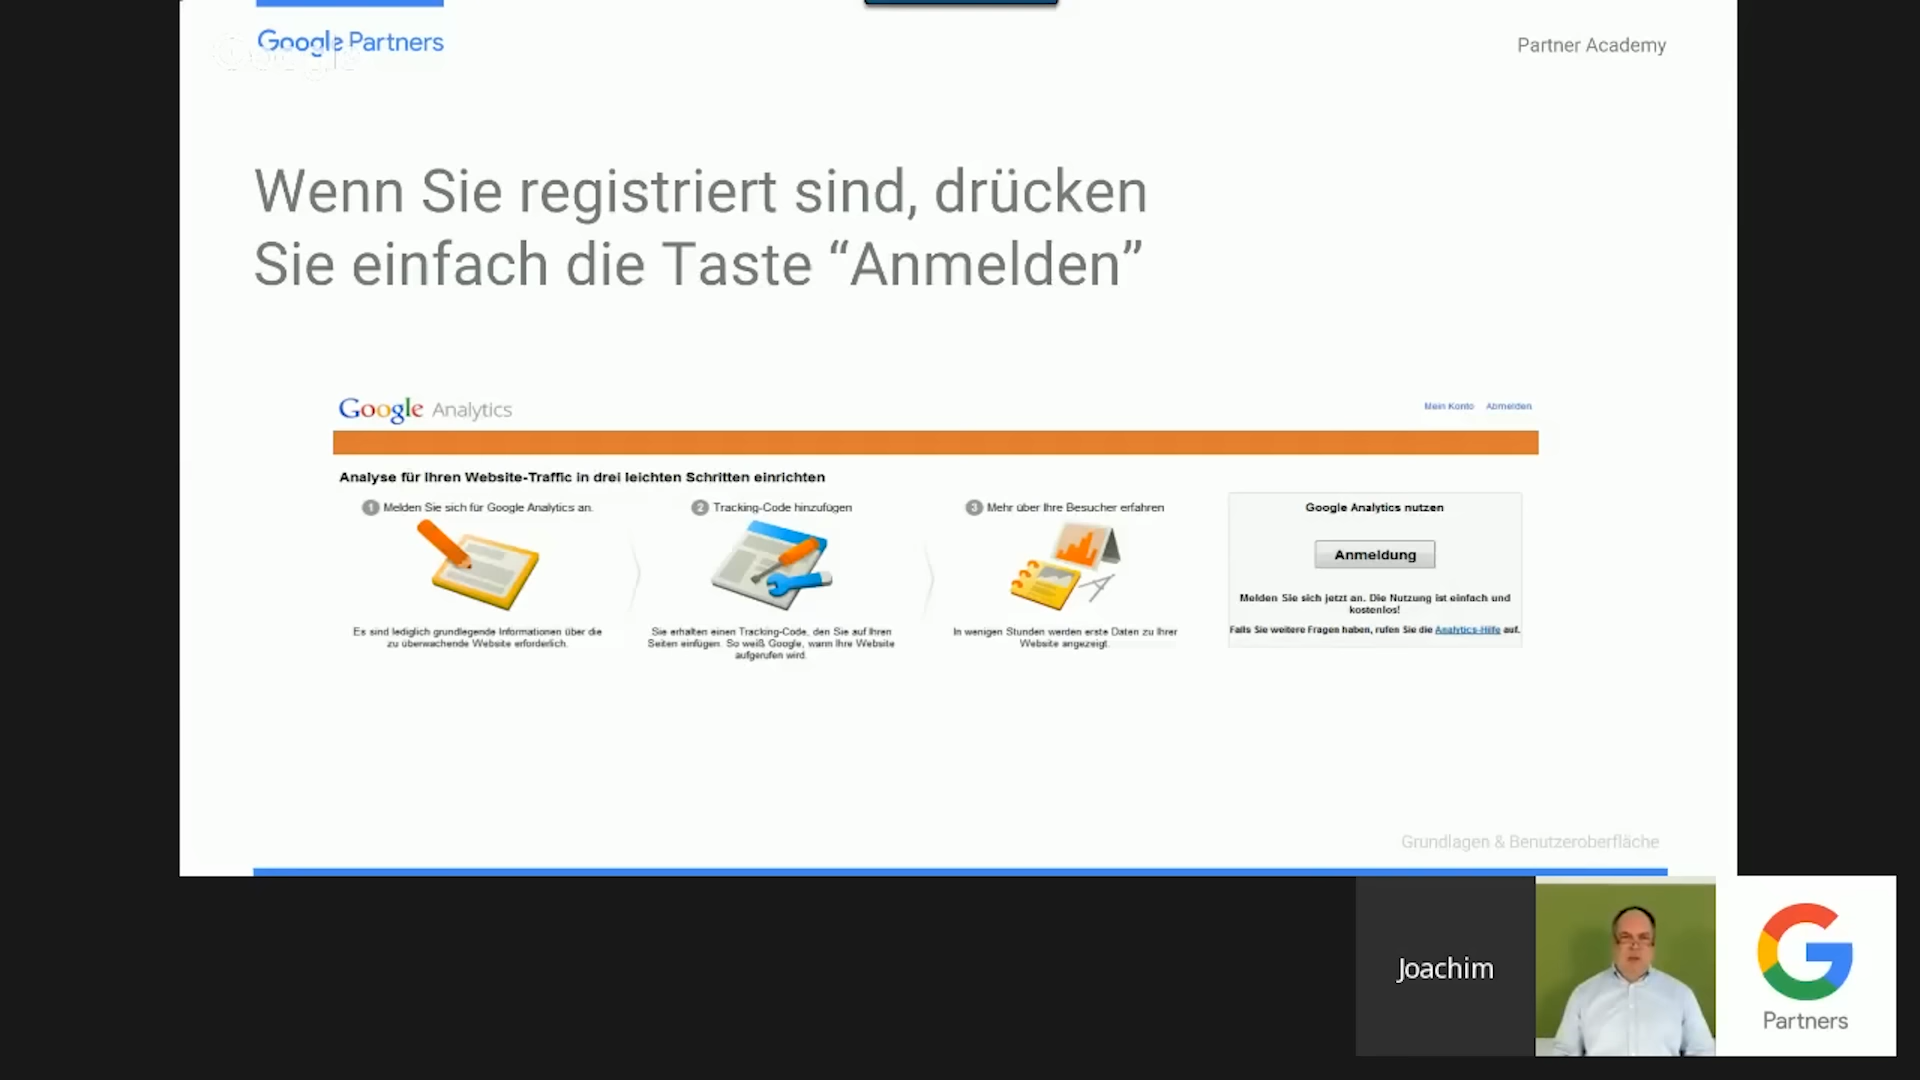 Google Partners
Partner Academy
Wenn Sie registriert sind, drücken
Sie einfach die Taste “Anmelden”
Google Analytics
Mein Konto Abmelden
Analyse für Ihren Website-Traffic in drei leichten Schritten einrichten
1 Melden Sie sich für Google Analytics an.
Es sind lediglich grundlegende Informationen über die
zu überwachende Website erforderlich.
2 Tracking-Code hinzufügen
Sie erhalten einen Tracking-Code, den Sie auf Ihren
Seiten einfügen. So weiß Google, wann Ihre Website
aufgerufen wird.
3 Mehr über Ihre Besucher erfahren
In wenigen Stunden werden erste Daten zu Ihrer
Website angezeigt.
Google Analytics nutzen
Anmeldung
Melden Sie sich jetzt an. Die Nutzung ist einfach und
kostenlos!
Falls Sie weitere Fragen haben, rufen Sie die Analytics-Hilfe auf.
Grundlagen & Benutzeroberfläche
Joachim
G
Partners